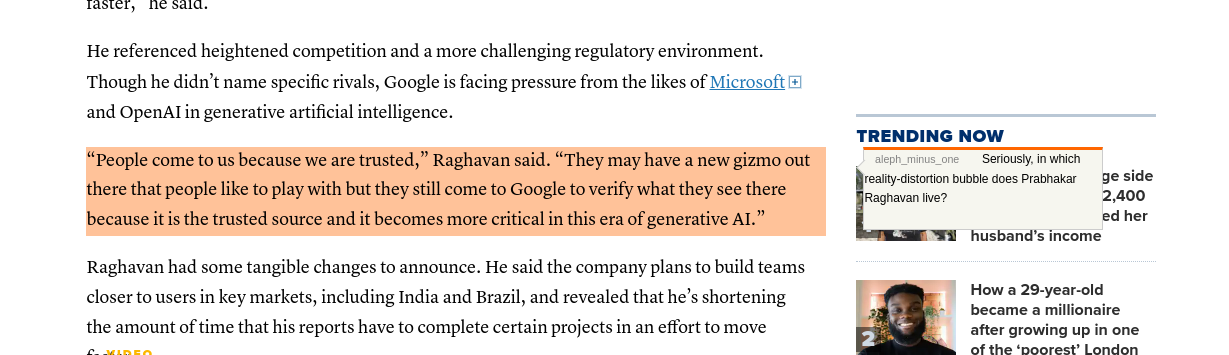 faster,” he said.
He referenced heightened competition and a more challenging regulatory environment.
Though he didn’t name specific rivals, Google is facing pressure from the likes of Microsoft
and OpenAI in generative artificial intelligence.
“People come to us because we are trusted,” Raghavan said. “They may have a new gizmo out
there that people like to play with but they still come to Google to verify what they see there
because it is the trusted source and it becomes more critical in this era of generative AI.”
Raghavan had some tangible changes to announce. He said the company plans to build teams
closer to users in key markets, including India and Brazil, and revealed that he’s shortening
the amount of time that his reports have to complete certain projects in an effort to move
VIDEO
TRENDING NOW
aleph_minus_one Seriously, in which
reality-distortion bubble does Prabhakar
Raghavan live?
side
2,400
her
husband’s income
2
How a 29-year-old
became a millionaire
after growing up in one
of the ‘poorest’ London